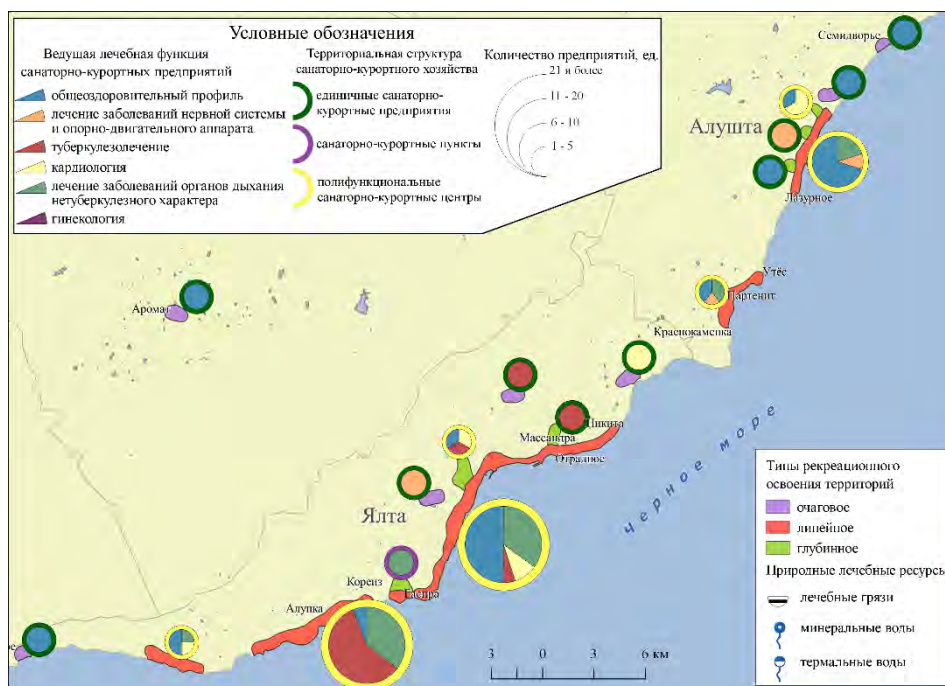 Условные обозначения
Ведущая лечебная функция
санаторно-курортных предприятий
общеоздоровительный профиль
лечение заболеваний нервной системы
и опорно-двигательного аппарата
туберкулезолечение
кардиология
лечение заболеваний органов дыхания
нетуберкулезного характера
гинекология
Территориальная структура
санаторно-курортного хозяйства
единичные санаторно-
курортные предприятия
санаторно-курортные пункты
полифункциональные
санаторно-курортные центры
Количество предприятий, ед.
21 и более
11 - 20
6 - 10
1 - 5
Семидворье
Алушта
Лазурное
Утёс
Партенит
Краснокаменка
Аромат
Никита
Массандра
Отрадное
Ялта
Кореиз
Гаспра
Алупка
Черное море
3 0 3 6 км
Типы рекреационного
освоения территорий
очаговое
линейное
глубинное
Природные лечебные ресурсы
лечебные грязи
минеральные воды
термальные воды